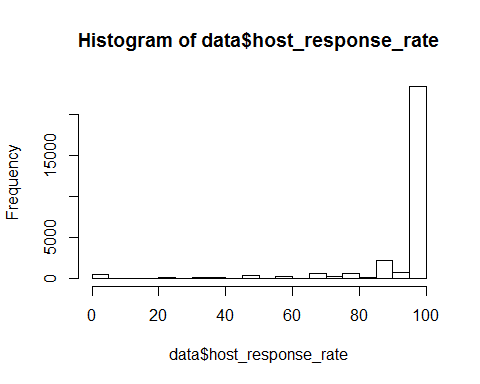 Histogram of data$host_response_rate
Frequency
15000
5000
0
0 20 40 60 80 100
data$host_response_rate